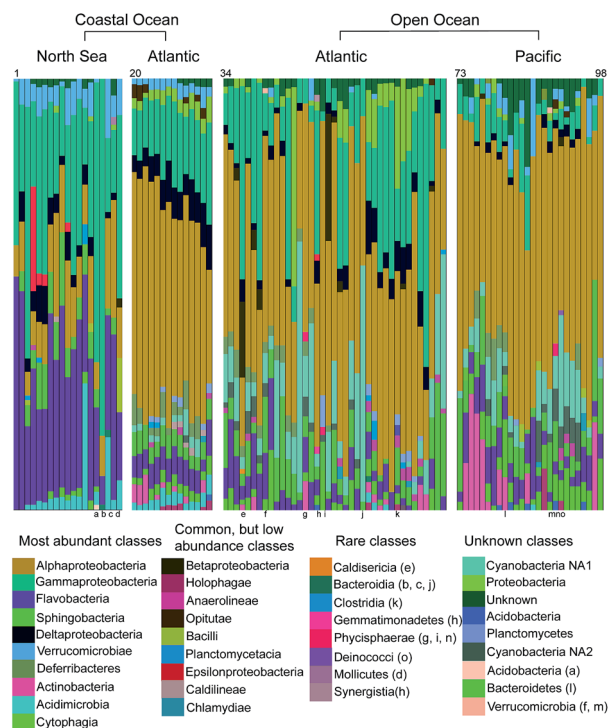 Coastal Ocean
Open Ocean
North Sea
Atlantic
Atlantic
Pacific
1
20
34
73
98
a b c d
e
f
g
h i
j
k
l
mno
Most abundant classes
Alphaproteobacteria
Gammaproteobacteria
Flavobacteria
Sphingobacteria
Deltaproteobacteria
Verrucomicrobiae
Deferribacteres
Actinobacteria
Acidimicrobia
Cytophagia
Common, but low
abundance classes
Betaproteobacteria
Holophagae
Anaerolineae
Opitutae
Bacilli
Planctomycetacia
Epsilonproteobacteria
Caldilineae
Chlamydiae
Rare classes
Caldisericia (e)
Bacteroidia (b, c, j)
Clostridia (k)
Gemmatimonadetes (h)
Phycisphaerae (g, i, n)
Deinococci (o)
Mollicutes (d)
Synergistia(h)
Unknown classes
Cyanobacteria NA1
Proteobacteria
Unknown
Acidobacteria
Planctomycetes
Cyanobacteria NA2
Acidobacteria (a)
Bacteroidetes (l)
Verrucomicrobia (f, m)